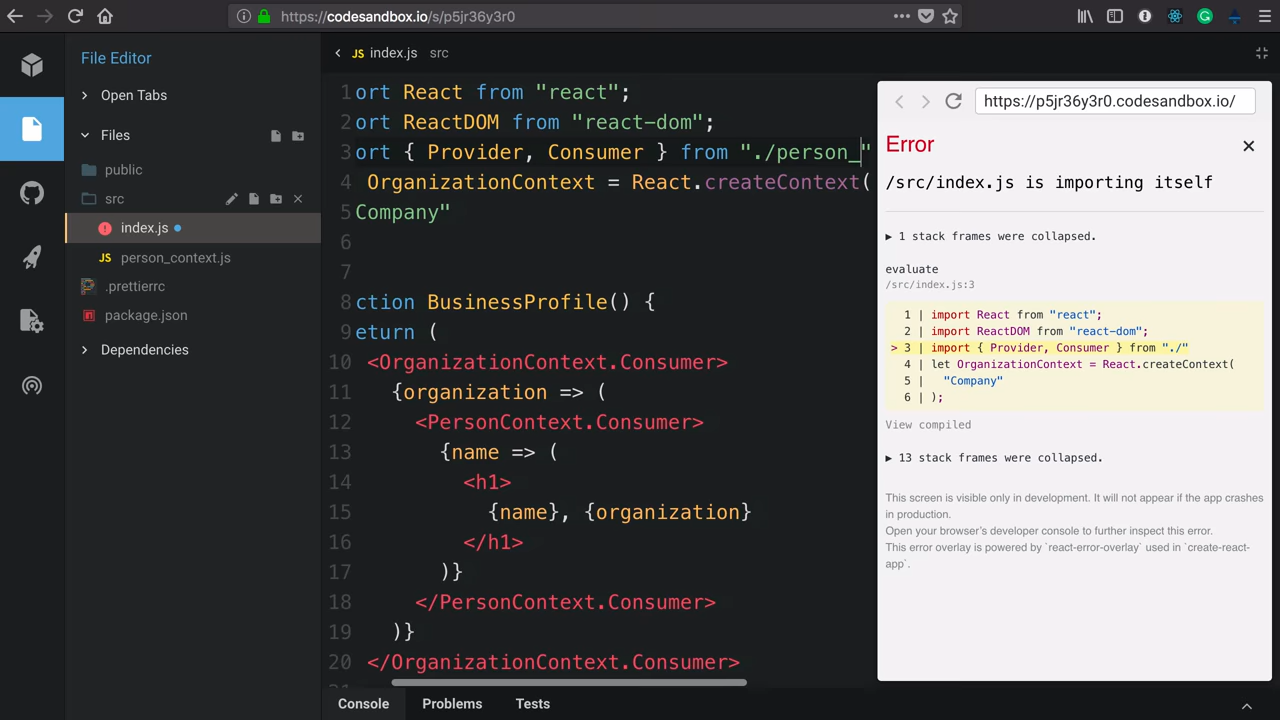 https://codesandbox.io/s/p5jr36y3r0
File Editor
Open Tabs
Files
public
src
index.js
JS person_context.js
.prettierrc
package.json
Dependencies
JS index.js src
1 ort React from "react";
2 ort ReactDOM from "react-dom";
3 ort { Provider, Consumer } from "./person_"
4 OrganizationContext = React.createContext(
5 Company"
6
7
8 ction BusinessProfile() {
9 eturn (
10 <OrganizationContext.Consumer>
11 {organization => (
12 <PersonContext.Consumer>
13 {name => (
14 <h1>
15 {name}, {organization}
16 </h1>
17 )}
18 </PersonContext.Consumer>
19 )}
20 </OrganizationContext.Consumer>
Console Problems Tests
https://p5jr36y3r0.codesandbox.io/
Error
/src/index.js is importing itself
▶ 1 stack frames were collapsed.
evaluate
/src/index.js:3
1 | import React from "react";
2 | import ReactDOM from "react-dom";
> 3 | import { Provider, Consumer } from "./"
4 | let OrganizationContext = React.createContext(
5 | "Company"
6 | );
View compiled
▶ 13 stack frames were collapsed.
This screen is visible only in development. It will not appear if the app crashes
in production.
Open your browser's developer console to further inspect this error.
This error overlay is powered by `react-error-overlay` used in `create-react-
app`.